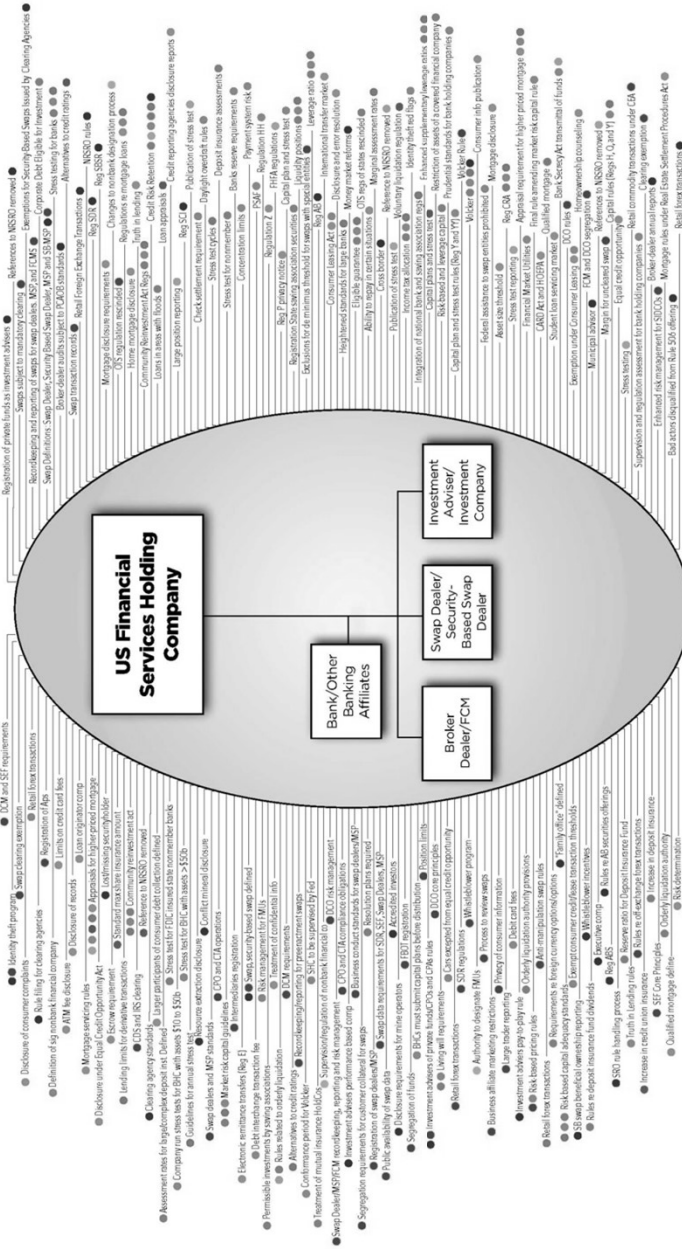 DCM and SEF requirements
Identity theft program
Swap clearing exemption
Disclosure of consumer complaints
Retail forex transactions
Rule filing for clearing agencies
Registration of Aps
Definition of sig nonbank financial company
Limits on credit card fees
ATM fee disclosure
Disclosure of records
Loan originator comp
Mortgage servicing rules
Appraisals for higher-priced mortgage
Disclosure under Equal Credit Opportunity Act
Lost/missing securityholder
Escrow requirement
Standard max share insurance amount
Lending limits for derivative transactions
Community reinvestment act
CDS and IRS clearing
Reference to NRSRO removed
Clearing agency standards
Larger participants of consumer debt collection defined
Assessment rates for large/complex deposit inst. Defined
Stress test for FDIC insured state nonmember banks
Company run stress tests for BHC with assets $10 to $50b
Stress test for BHC with assets > $50b
Guidelines for annual stress test
Resource extraction disclosure
Conflict mineral disclosure
Swap dealers and MSP standards
CPO and CTA operations
Market risk capital guidelines
Intermediaries registration
Electronic remittance transfers (Reg E)
Swap, security-based swap defined
Debt interchange transaction fee
Risk management for FMUs
Permissible investments by saving associations
Treatment of confidential info
Rules related to orderly liquidation
DCM requirements
Alternatives to credit ratings
Recordkeeping/reporting for preenactment swaps
Conformance period for Volcker
SHC to be supervised by Fed
Treatment of mutual insurance HoldCos
Supervision/regulation of nonbank financial co
DCO risk management
Swap Dealer/MSP/FCM recordkeeping, reporting and risk management
CPO and CTA compliance obligations
Investment advisers performance based comp
Business conduct standards for swap dealers/MSP
Segregation requirements for customer collateral for swaps
Resolution plans required
Registration of swap dealers/MSP
Swap data requirements for SDR, SEF, Swap Dealers, MSP
Public availability of swap data
Accredited investors
Disclosure requirements for mine operators
FBOT registration
Segregation of funds
BHCs must submit capital plans before distribution
Position limits
Investment advisers of private funds/CPOs and CPAs rules
DCO core principles
Living will requirements
Cars excepted from equal credit opportunity
Retail forex transactions
SDR regulations
Whistleblower program
Authority to designate FMUs
Process to review swaps
Business affiliate marketing restrictions
Privacy of consumer information
Large trader reporting
Debit card fees
Investment advisers pay-to-play rule
Orderly liquidation authority provisions
Risk-based pricing rules
Anti-manipulation swap rules
Retail forex transactions
Requirements re foreign currency options/options
Risk based capital adequacy standards
"Family office" defined
SB swap beneficial ownership reporting
Exempt consumer credit/lease transaction thresholds
Rules re deposit insurance fund dividends
Whistleblower incentives
Executive comp
Reg ABS
Rules re AB securities offerings
SRO rule handling process
Reserve ratio for Deposit Insurance Fund
Truth in Lending rules
Rules re off-exchange forex transactions
Increase in credit union insurance
Increase in deposit insurance
SEF Core Principles
Orderly liquidation authority
Qualified mortgage define
Risk determination
US Financial
Services Holding
Company
Bank/Other
Banking
Affiliates
Broker
Dealer/FCM
Swap Dealer/
Security-
Based Swap
Dealer
Investment
Adviser/
Investment
Company
Registration of private funds as investment advisers
References to NRSRO removed
Swaps subject to mandatory clearing
Exemptions for Security-Based Swaps Issued by Clearing Agencies
Recordkeeping and reporting of swaps for swap dealers, MSP, and FCMS
Corporate Debt Eligible for Investment
Swap Definitions: Swap Dealer, Security Based Swap Dealer, MSP and SB MSP
Stress testing for banks
Broker-dealer audits subject to PCAOB standards
Alternatives to credit ratings
Retail Foreign Exchange Transactions
Swap transaction records
NRSRO rules
Reg SDR
Reg SBSR
Mortgage disclosure requirements
Changes to nonbank designation process
OTS regulation rescinded
Regulations re mortgage loans
Home mortgage disclosure
Truth in lending
Community Reinvestment Act Regs
Credit Risk Retention
Loans in areas with floods
Loan appraisals
Large position reporting
Credit reporting agencies disclosure reports
Reg SCI
Publication of stress test
Check settlement requirement
Daylight overdraft rules
Stress test cycles
Deposit insurance assessments
Stress test for nonmember
Banks reserve requirements
Concentration limits
Payment system risk
PSAF
Regulation Z
Regulation HH
FHFA regulations
Reg P privacy notice
Capital plan and stress test
Registration State saving association securities
Liquidity positions
Exclusions for de minimus threshold for swaps with special entities
Leverage ratio
Reg AB
International transfer market
Consumer Leasing Act
Disclosure and error resolution
Heightened standards for large banks
Money market reforms
Eligible guarantee
OTS regs of states rescinded
Ability to repay in certain situations
Marginal assessment rates
Cross border
Reference to NRSRO removed
Publication of stress test
Voluntary liquidation regulation
Income tax allocation
Identity theft red flags
Integration of national bank and saving association regs
Enhanced supplementary leverage ratios
Capital plans and stress test
Restriction of assets of a covered financial company
Risk-based and leverage capital
Prudential standards for bank holding companies
Capital plan and stress test rules (Reg Y and YY)
Volcker Rule
Volcker
Federal assistance to swap entities prohibited
Consumer info publication
Asset size threshold
Mortgage disclosure
Reg CRA
Stress test reporting
Appraisal requirement for higher priced mortgage
Financial Market Utilities
Final rule amending market risk capital rule
CARD Act and HOEPA
Qualified mortgage
Student loan servicing market
Bank Secrecy Act transmittal of funds
DCO rules
Exemption under Consumer Leasing
Homeownership counseling
Municipal advisor
FCM and DCO segregation
References to NRSRO removed
Margin for uncleared swap
Capital rules (Regs H, Q, and Y)
Equal credit opportunity
Stress testing
Retail commodity transactions under CEA
Supervision and regulation assessment for bank holding companies
Clearing exemption
Broker-dealer annual reports
Enhanced risk management for SIDCOs
Mortgage rules under Real Estate Settlement Procedures Act
Bad actors disqualified from Rule 506 offering
Retail forex transactions